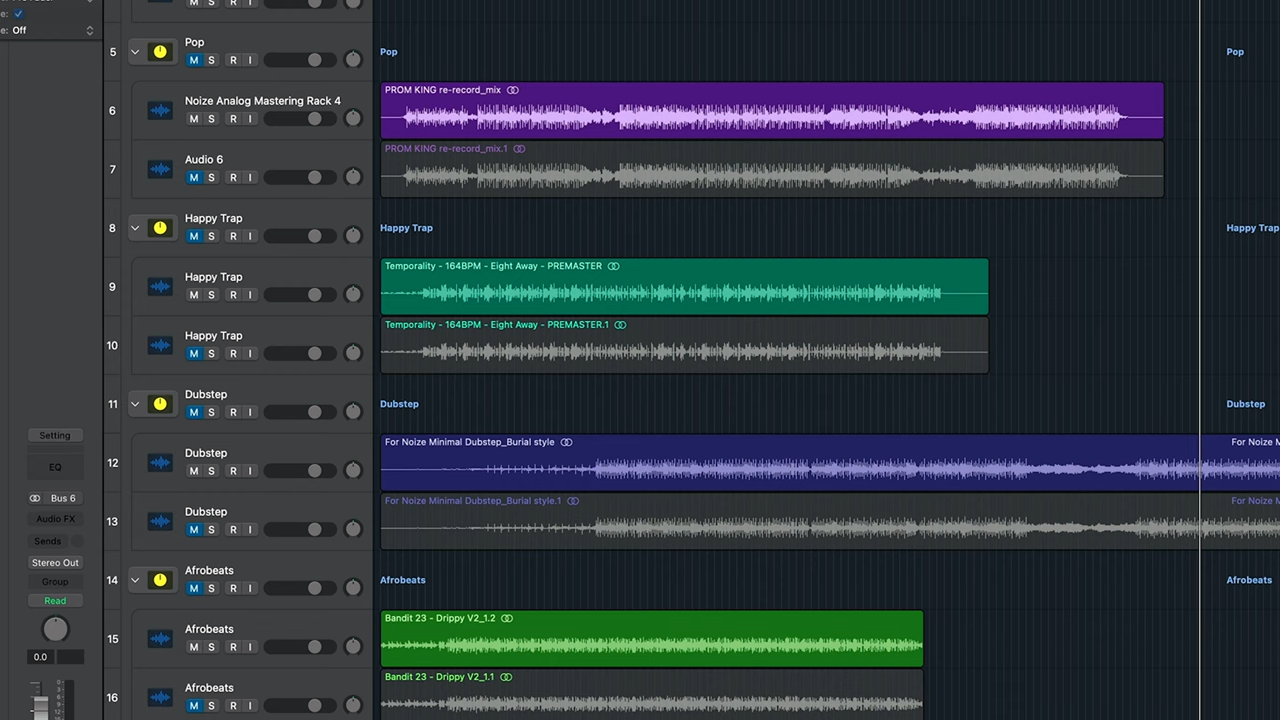 e:
e: Off
M S R I
5 Pop
M S R I
Pop
Pop
6 Noize Analog Mastering Rack 4
M S R I
PROM KING re-record_mix
7 Audio 6
M S R I
PROM KING re-record_mix.1
8 Happy Trap
M S R I
Happy Trap
Happy Trap
9 Happy Trap
M S R I
Temporality - 164BPM - Eight Away - PREMASTER
10 Happy Trap
M S R I
Temporality - 164BPM - Eight Away - PREMASTER.1
11 Dubstep
M S R I
Dubstep
Dubstep
12 Dubstep
M S R I
For Noize Minimal Dubstep_Burial style
For Noize M
13 Dubstep
M S R I
For Noize Minimal Dubstep_Burial style.1
For Noize M
14 Afrobeats
M S R I
Afrobeats
Afrobeats
15 Afrobeats
M S R I
Bandit 23 - Drippy V2_1.2
16 Afrobeats
M S R I
Bandit 23 - Drippy V2_1.1
Setting
EQ
Bus 6
Audio FX
Sends
Stereo Out
Group
Read
0.0
0
3
6
9
12